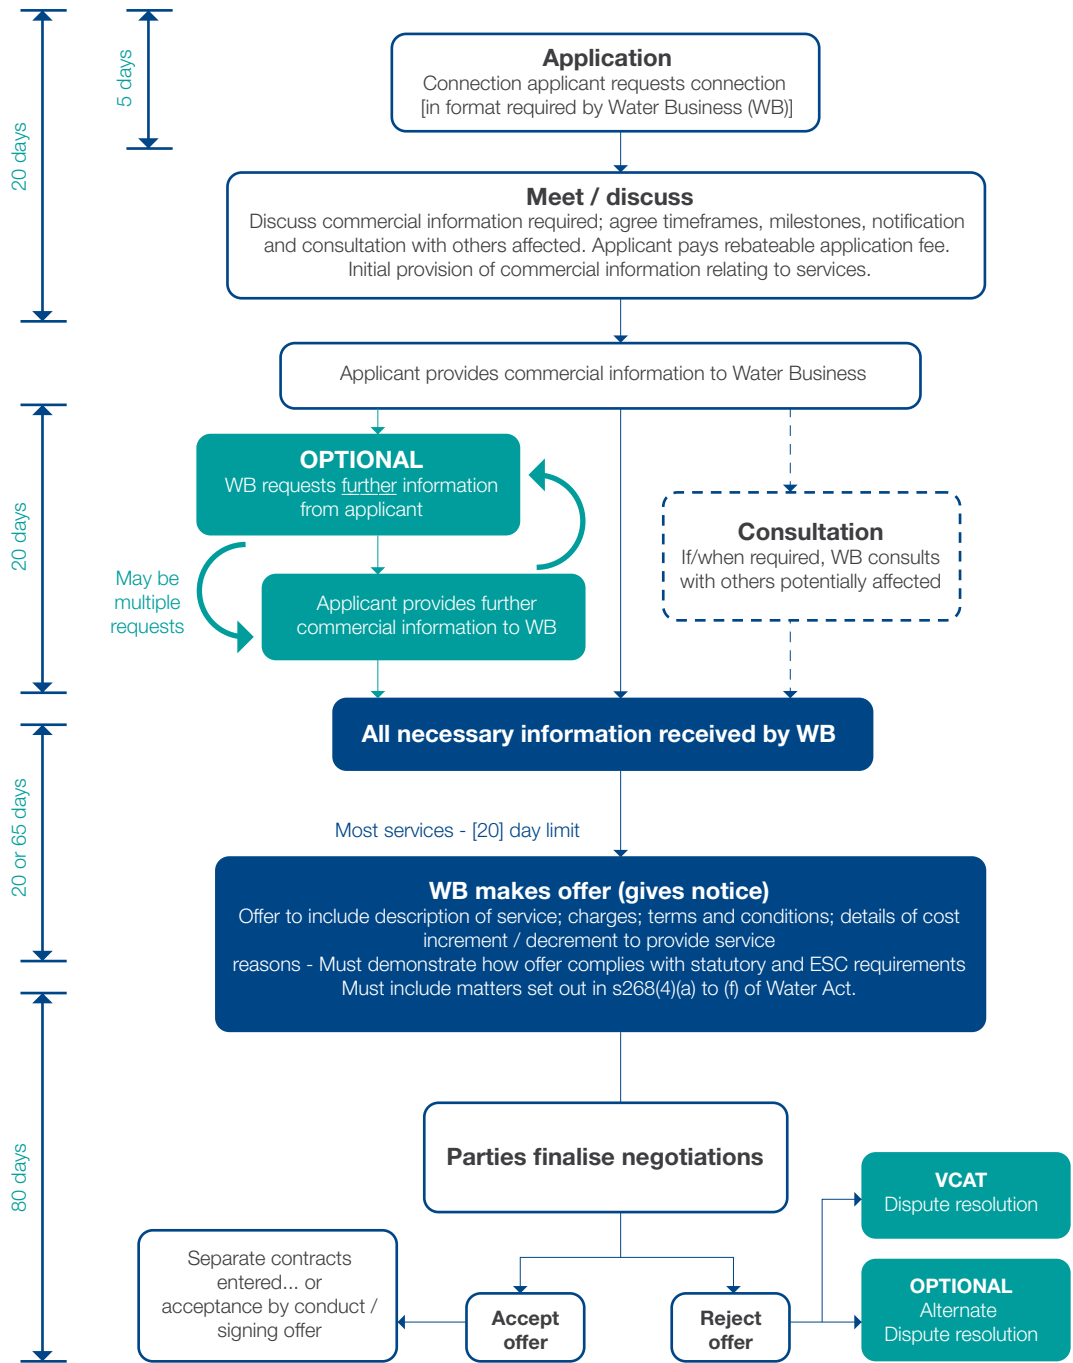 20 days
5 days
Application
Connection applicant requests connection
[in format required by Water Business (WB)]
Meet / discuss
Discuss commercial information required; agree timeframes, milestones, notification
and consultation with others affected. Applicant pays rebateable application fee.
Initial provision of commercial information relating to services.
Applicant provides commercial information to Water Business
20 days
OPTIONAL
WB requests further information
from applicant
May be
multiple
requests
Applicant provides further
commercial information to WB
Consultation
If/when required, WB consults
with others potentially affected
All necessary information received by WB
20 or 65 days
Most services - [20] day limit
WB makes offer (gives notice)
Offer to include description of service; charges; terms and conditions; details of cost
increment / decrement to provide service
reasons - Must demonstrate how offer complies with statutory and ESC requirements
Must include matters set out in s268(4)(a) to (f) of Water Act.
80 days
Parties finalise negotiations
VCAT
Dispute resolution
Separate contracts
entered... or
acceptance by conduct /
signing offer
Accept
offer
Reject
offer
OPTIONAL
Alternate
Dispute resolution